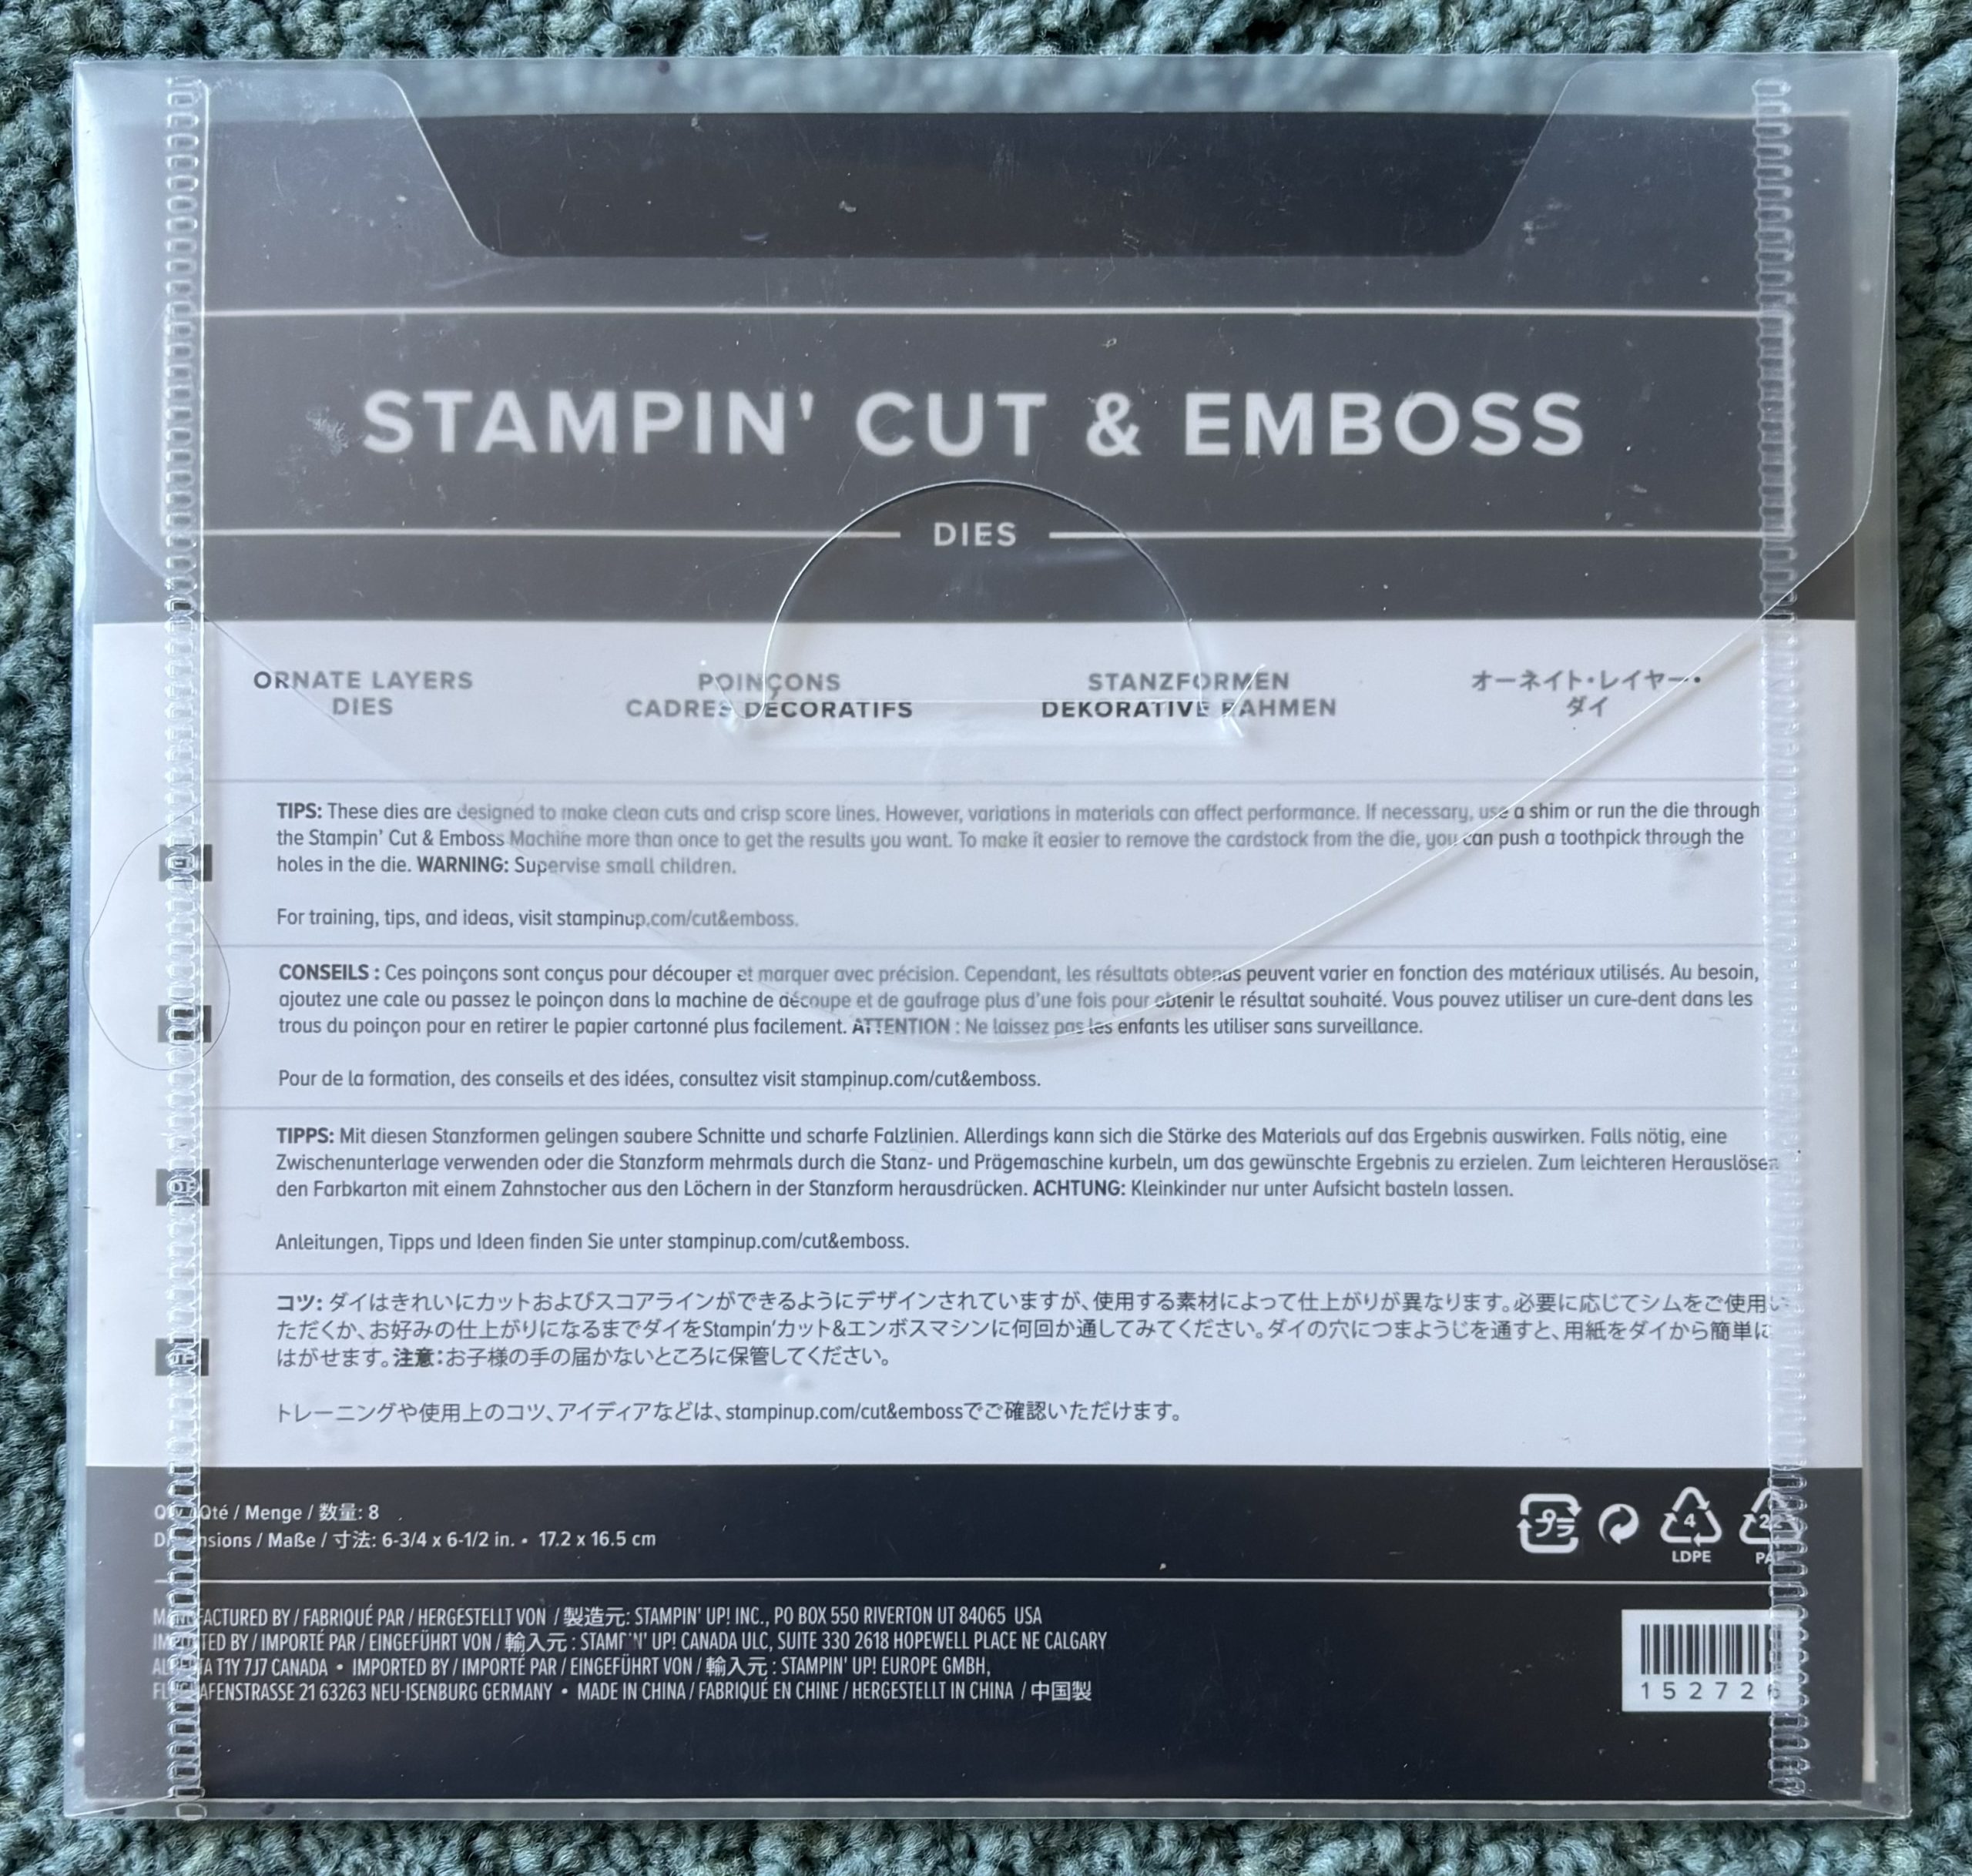 STAMPIN' CUT & EMBOSS
DIES
ORNATE LAYERS
DIES
POINÇONS
CADRES DÉCORATIFS
STANZFORMEN
DEKORATIVE RAHMEN
オーネイト・レイヤー・
ダイ
TIPS: These dies are designed to make clean cuts and crisp score lines. However, variations in materials can affect performance. If necessary, use a shim or run the die through
the Stampin' Cut & Emboss Machine more than once to get the results you want. To make it easier to remove the cardstock from the die, you can push a toothpick through the
holes in the die. WARNING: Supervise small children.
For training, tips, and ideas, visit stampinup.com/cut&emboss.
CONSEILS : Ces poinçons sont conçus pour découper et marquer avec précision. Cependant, les résultats obtenus peuvent varier en fonction des matériaux utilisés. Au besoin,
ajoutez une cale ou passez le poinçon dans la machine de découpe et de gaufrage plus d'une fois pour obtenir le résultat souhaité. Vous pouvez utiliser un cure-dent dans les
trous du poinçon pour en retirer le papier cartonné plus facilement. ATTENTION : Ne laissez pas les enfants les utiliser sans surveillance.
Pour de la formation, des conseils et des idées, consultez visit stampinup.com/cut&emboss.
TIPPS: Mit diesen Stanzformen gelingen saubere Schnitte und scharfe Falzlinien. Allerdings kann sich die Stärke des Materials auf das Ergebnis auswirken. Falls nötig, eine
Zwischenunterlage verwenden oder die Stanzform mehrmals durch die Stanz- und Prägemaschine kurbeln, um das gewünschte Ergebnis zu erzielen. Zum leichteren Herauslösen
den Farbkarton mit einem Zahnstocher aus den Löchern in der Stanzform herausdrücken. ACHTUNG: Kleinkinder nur unter Aufsicht basteln lassen.
Anleitungen, Tipps und Ideen finden Sie unter stampinup.com/cut&emboss.
コツ: ダイはきれいにカットおよびスコアラインができるようにデザインされていますが、使用する素材によって仕上がりが異なります。必要に応じてシムをご使用い
ただくか、お好みの仕上がりになるまでダイをStampin'カット&エンボスマシンに何回か通してみてください。ダイの穴につまようじを通すと、用紙をダイから簡単に
はがせます。注意:お子様の手の届かないところに保管してください。
トレーニングや使用上のコツ、アイディアなどは、stampinup.com/cut&embossでご確認いただけます。
Qté / Menge / 数量: 8
Dimensions / Maße / 寸法: 6-3/4 x 6-1/2 in. • 17.2 x 16.5 cm
プラ
4
LDPE
MANUFACTURED BY / FABRIQUÉ PAR / HERGESTELLT VON / 製造元: STAMPIN' UP! INC., PO BOX 550 RIVERTON UT 84065 USA
IMPORTED BY / IMPORTÉ PAR / EINGEFÜHRT VON / 輸入元 : STAMPIN' UP! CANADA ULC, SUITE 330 2618 HOPEWELL PLACE NE CALGARY
ALBERTA T1Y 7J7 CANADA • IMPORTED BY / IMPORTÉ PAR / EINGEFÜHRT VON / 輸入元 : STAMPIN' UP! EUROPE GMBH,
21 63263 NEU-ISENBURG GERMANY • MADE IN CHINA / FABRIQUÉ EN CHINE / HERGESTELLT IN CHINA / 中国製
152726